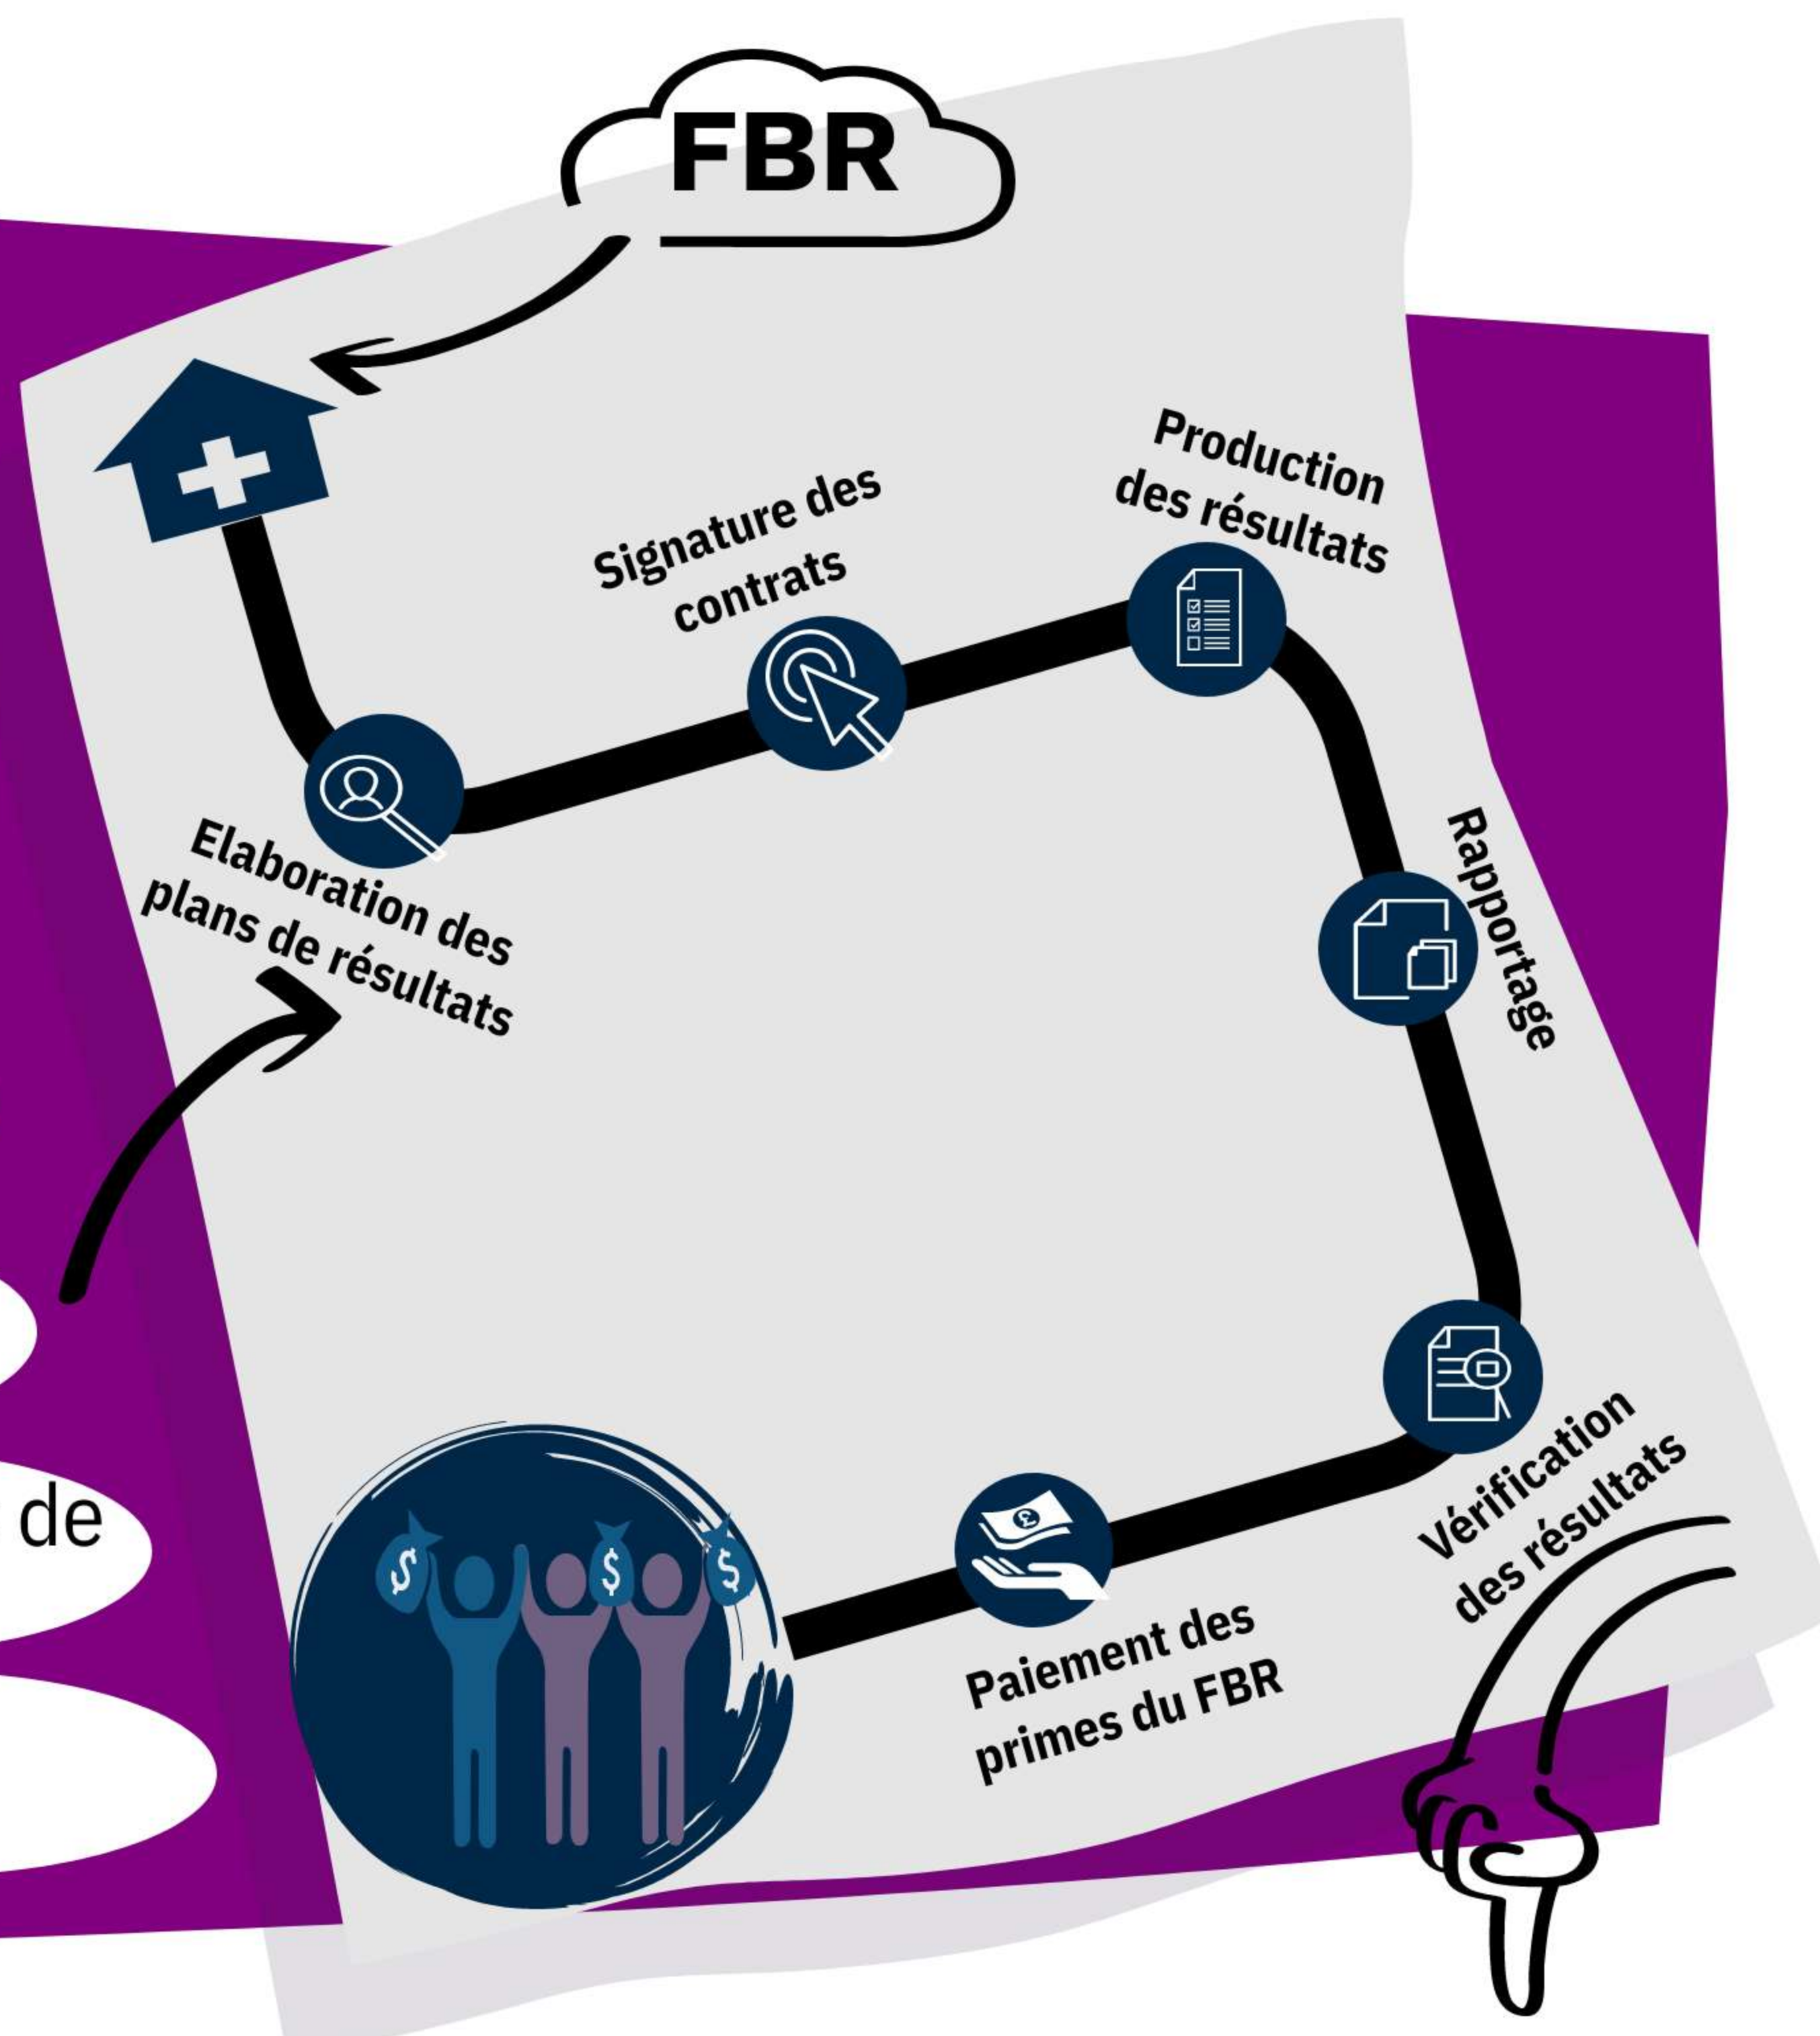 FBR
Signature des
contrats
Production
des résultats
Elaboration des
plans de résultats
Rapportage
Vérification
des résultats
Paiement des
primes du FBR
de